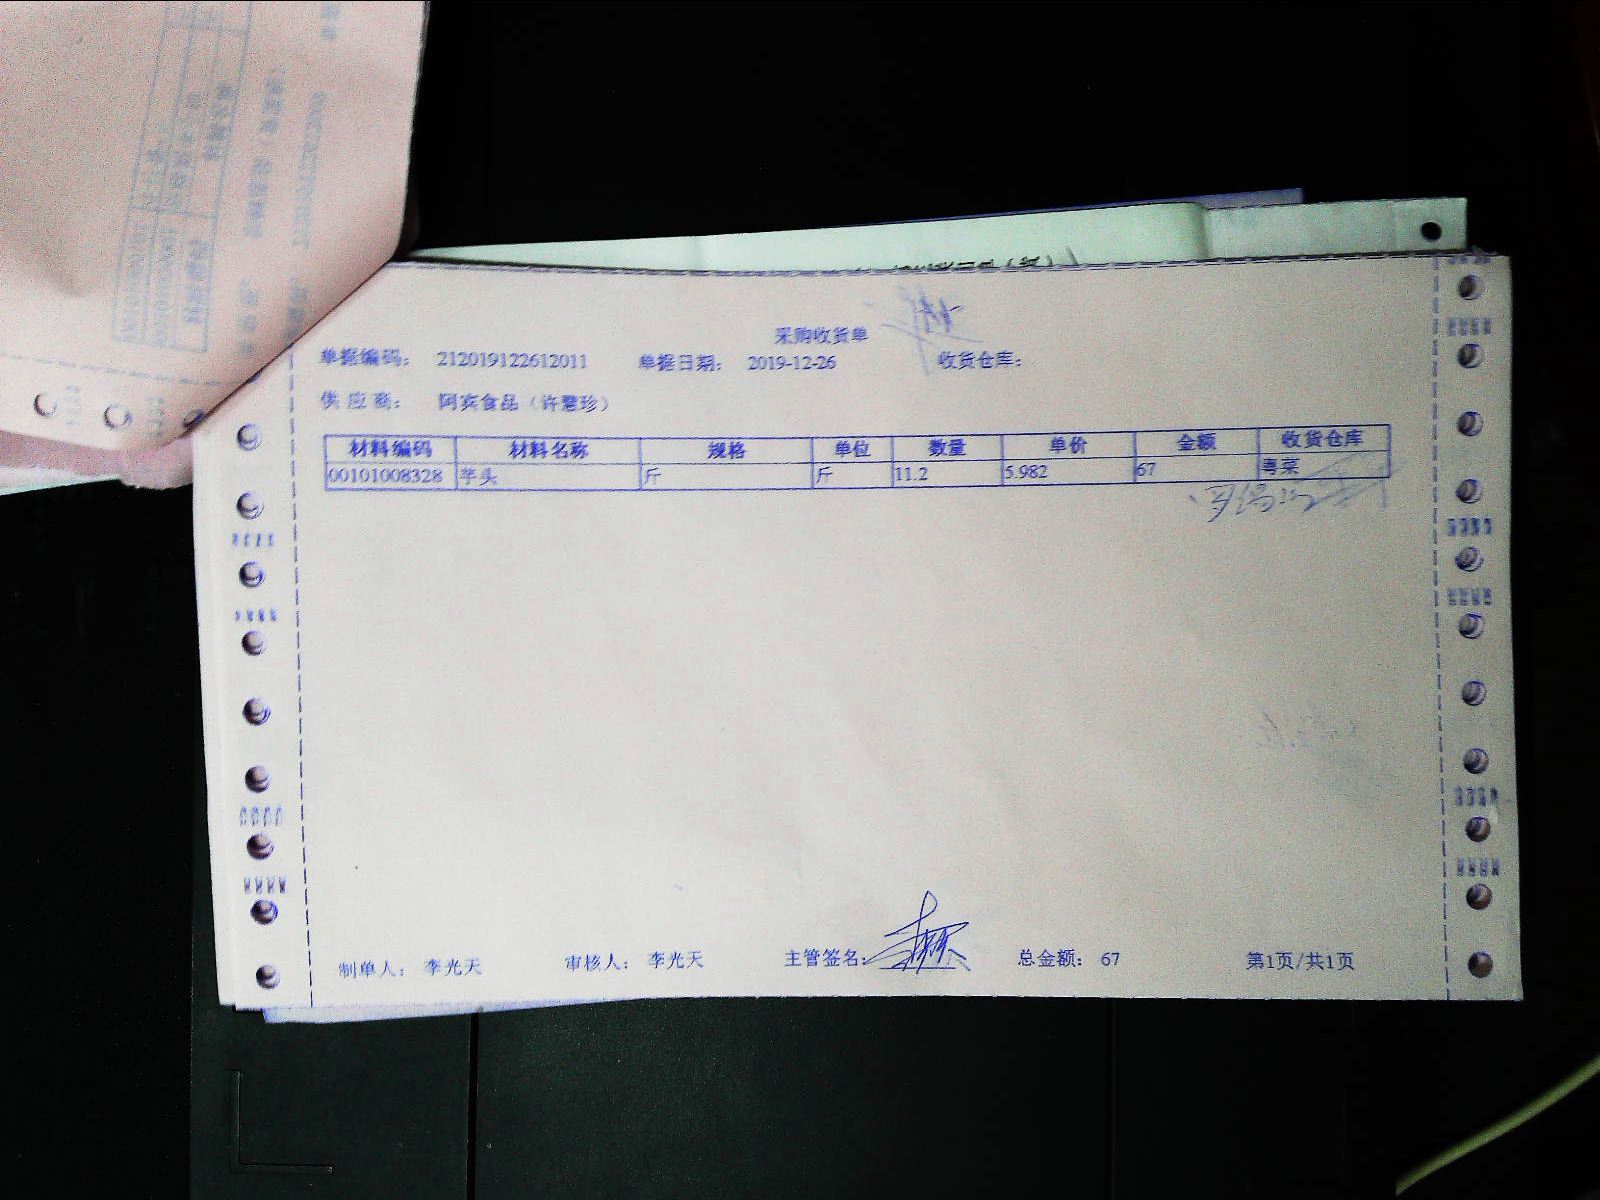 采购收货单
单据编码： 212019122612011 单据日期： 2019-12-26 收货仓库：
供应商： 阿宾食品（许慧珍）
材料编码 材料名称 规格 单位 数量 单价 金额 收货仓库
00101008328 芋头 斤 斤 11.2 5.982 67 粤菜
制单人： 李光天 审核人： 李光天 主管签名： 总金额： 67 第1页/共1页